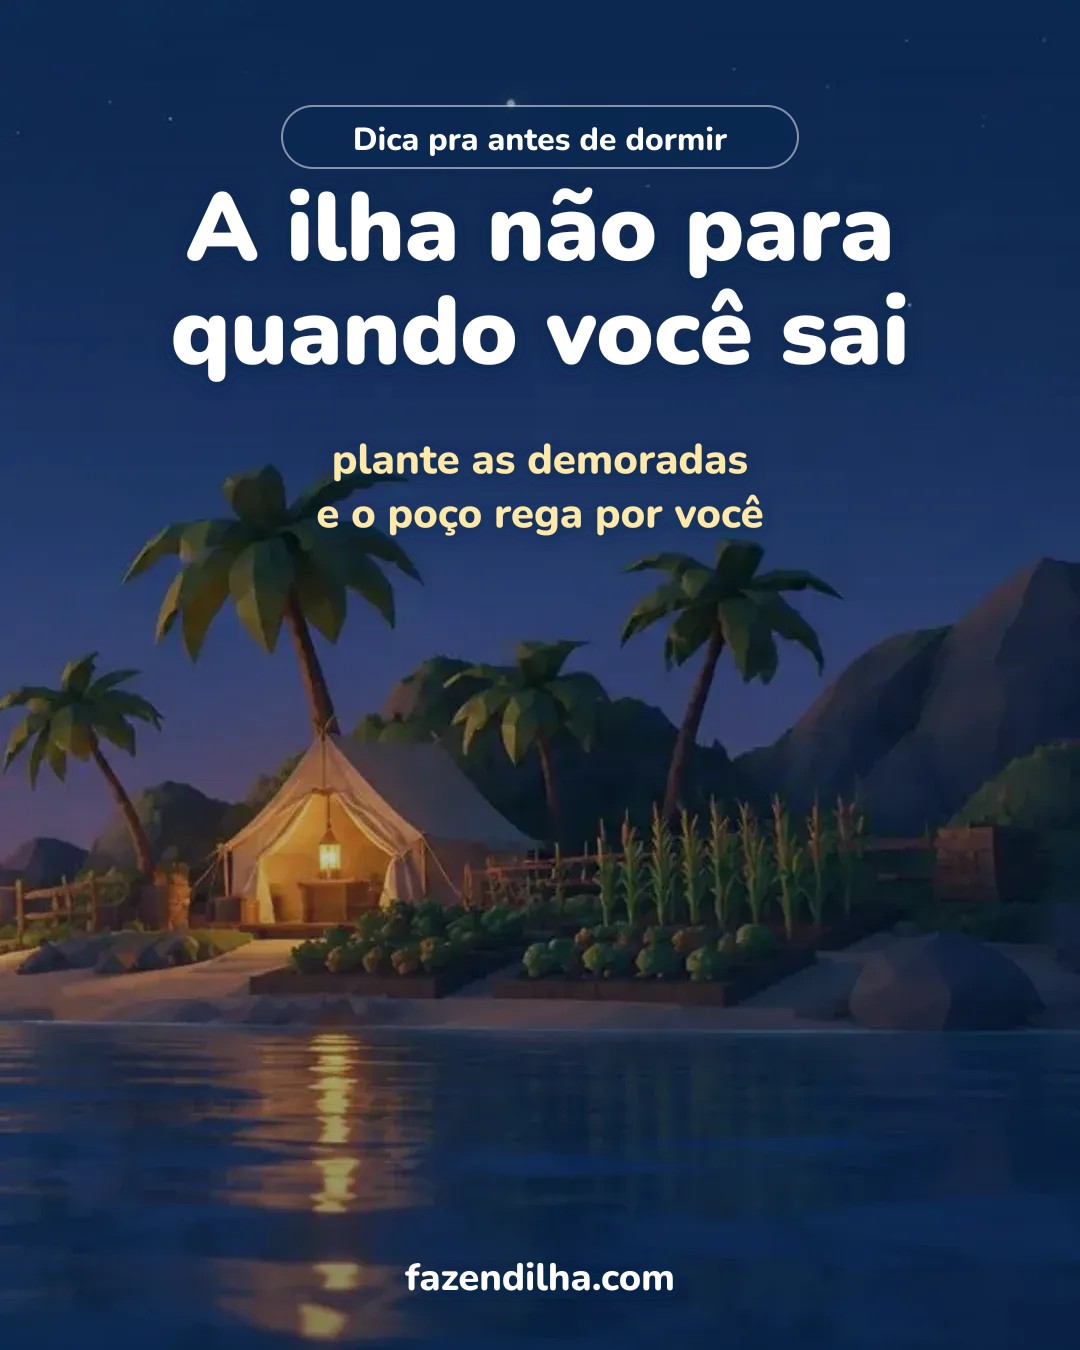 Dica pra antes de dormir
A ilha não para
quando você sai
plante as demoradas
e o poço rega por você
fazendilha.com